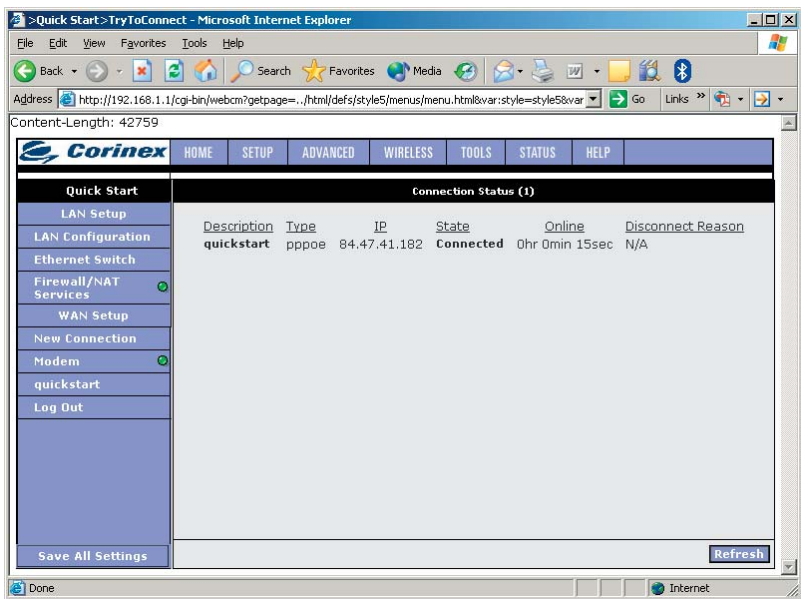 >Quick Start>TryToConnect - Microsoft Internet Explorer
File Edit View Favorites Tools Help
Back Search Favorites Media
Address http://192.168.1.1/cgi-bin/webcm?getpage=../html/defs/style5/menus/menu.html&var:style=style5&var Go Links »
Content-Length: 42759
Corinex HOME SETUP ADVANCED WIRELESS TOOLS STATUS HELP
Quick Start
LAN Setup
LAN Configuration
Ethernet Switch
Firewall/NAT
Services
WAN Setup
New Connection
Modem
quickstart
Log Out
Save All Settings
Connection Status (1)
Description Type IP State Online Disconnect Reason
quickstart pppoe 84.47.41.182 Connected 0hr 0min 15sec N/A
Refresh
Done Internet